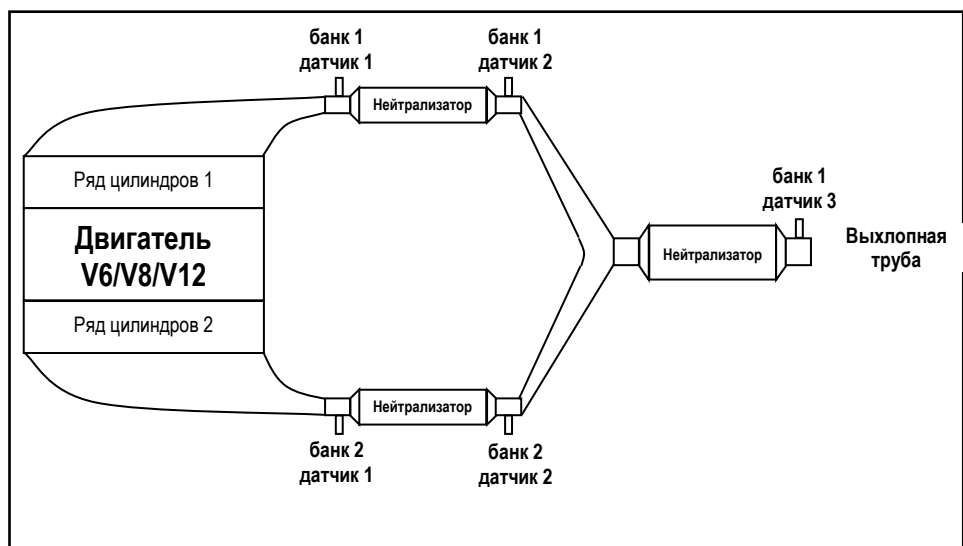 банк 1
датчик 1
банк 1
датчик 2
Нейтрализатор
Ряд цилиндров 1
Двигатель
V6/V8/V12
Ряд цилиндров 2
банк 1
датчик 3
Нейтрализатор
Выхлопная
труба
Нейтрализатор
банк 2
датчик 1
банк 2
датчик 2